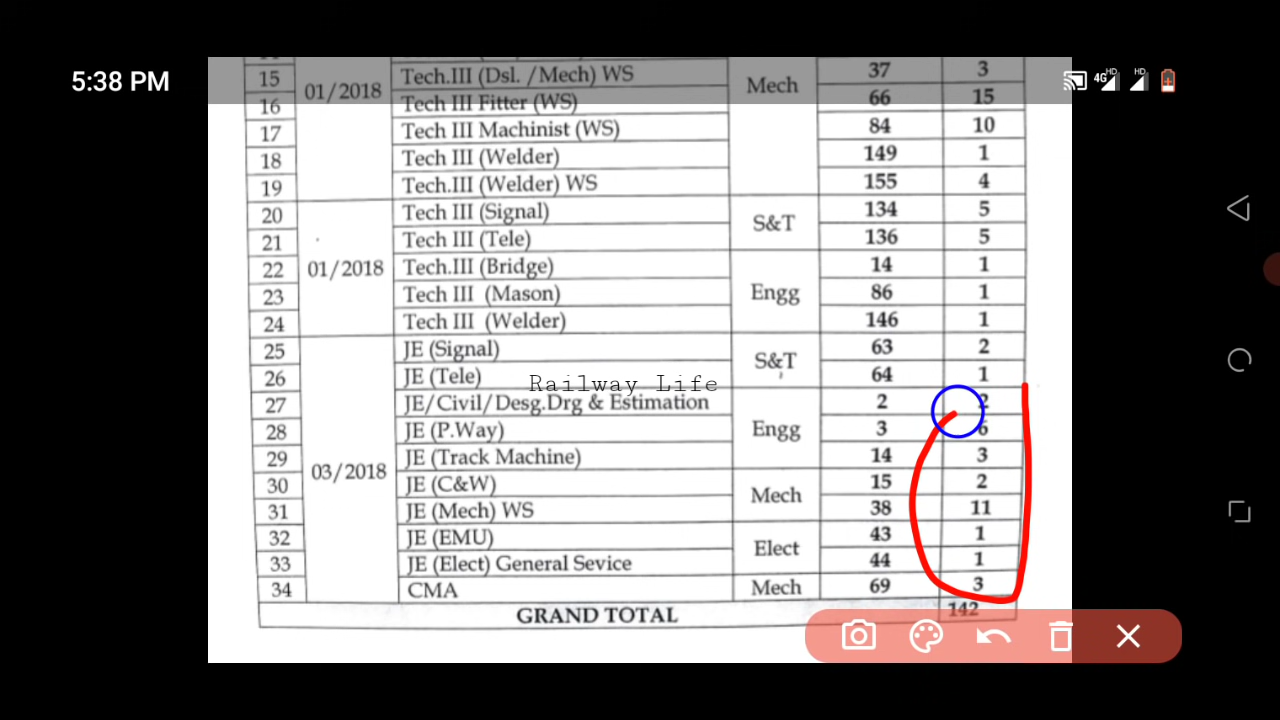 5:38 PM
4G HD HD
15 01/2018 Tech.III (Dsl. /Mech) WS Mech 37 3
16 Tech III Fitter (WS) 66 15
17 Tech III Machinist (WS) 84 10
18 Tech III (Welder) 149 1
19 Tech.III (Welder) WS 155 4
20 01/2018 Tech III (Signal) S&T 134 5
21 Tech III (Tele) 136 5
22 Tech.III (Bridge) Engg 14 1
23 Tech III (Mason) 86 1
24 Tech III (Welder) 146 1
25 03/2018 JE (Signal) S&T 63 2
26 JE (Tele) 64 1
Railway Life
27 JE/Civil/Desg.Drg & Estimation Engg 2 2
28 JE (P.Way) 3 6
29 JE (Track Machine) 14 3
30 JE (C&W) Mech 15 2
31 JE (Mech) WS 38 11
32 JE (EMU) Elect 43 1
33 JE (Elect) General Sevice 44 1
34 CMA Mech 69 3
GRAND TOTAL 142